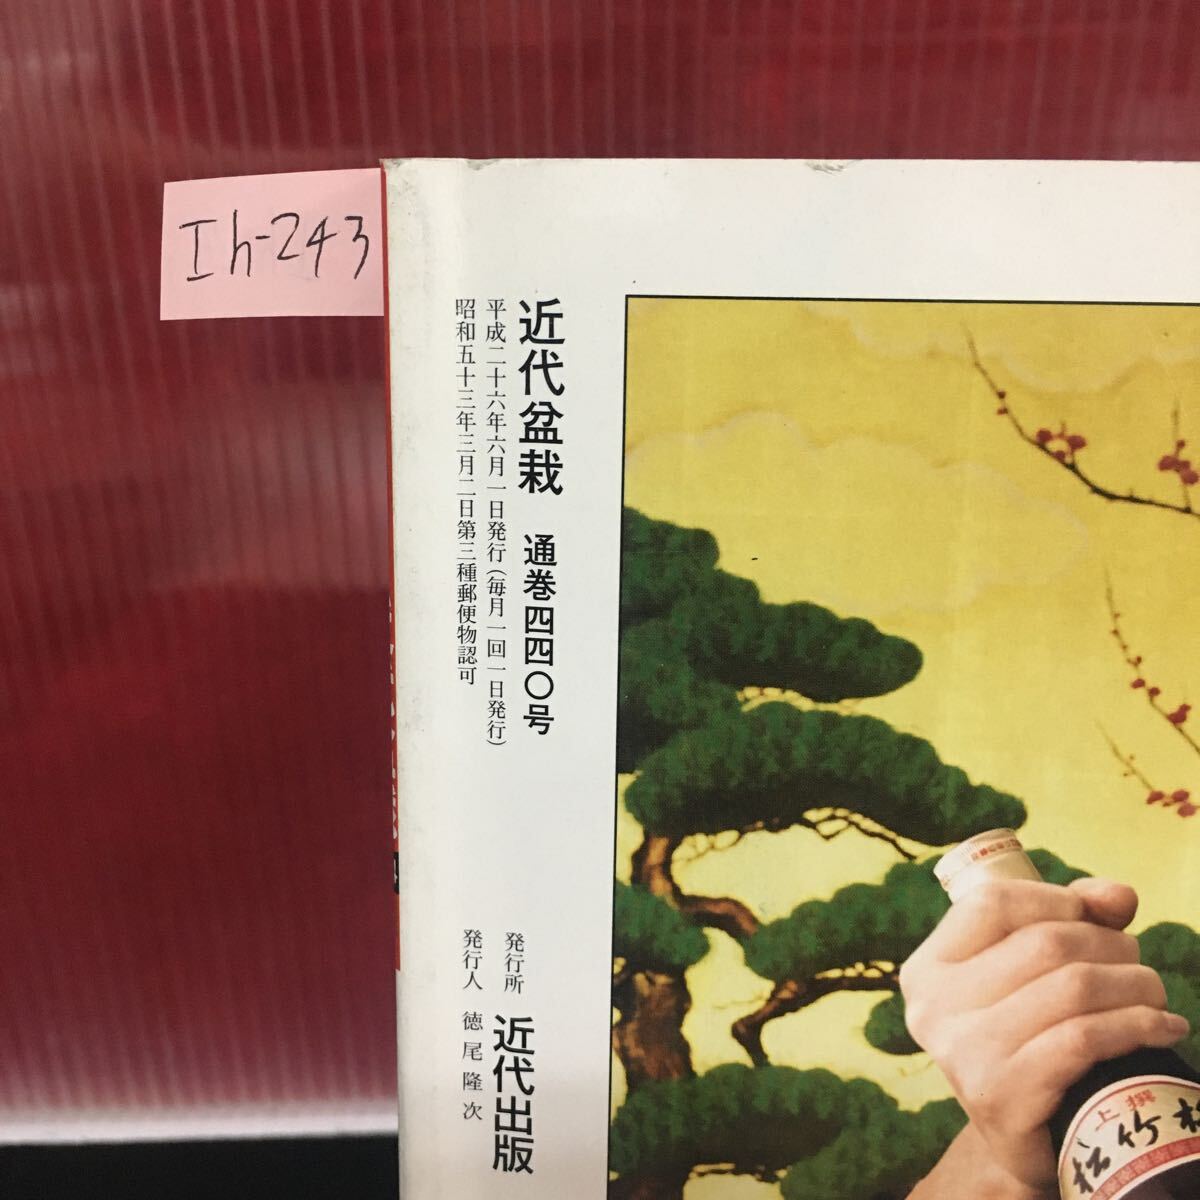 Ih-243
近代盆栽 通巻四四〇号
平成二十六年六月一日発行(毎月一回一日発行)
昭和五十三年三月二日第三種郵便物認可
発行所 近代出版
発行人 徳尾隆次
上撰
松竹梅